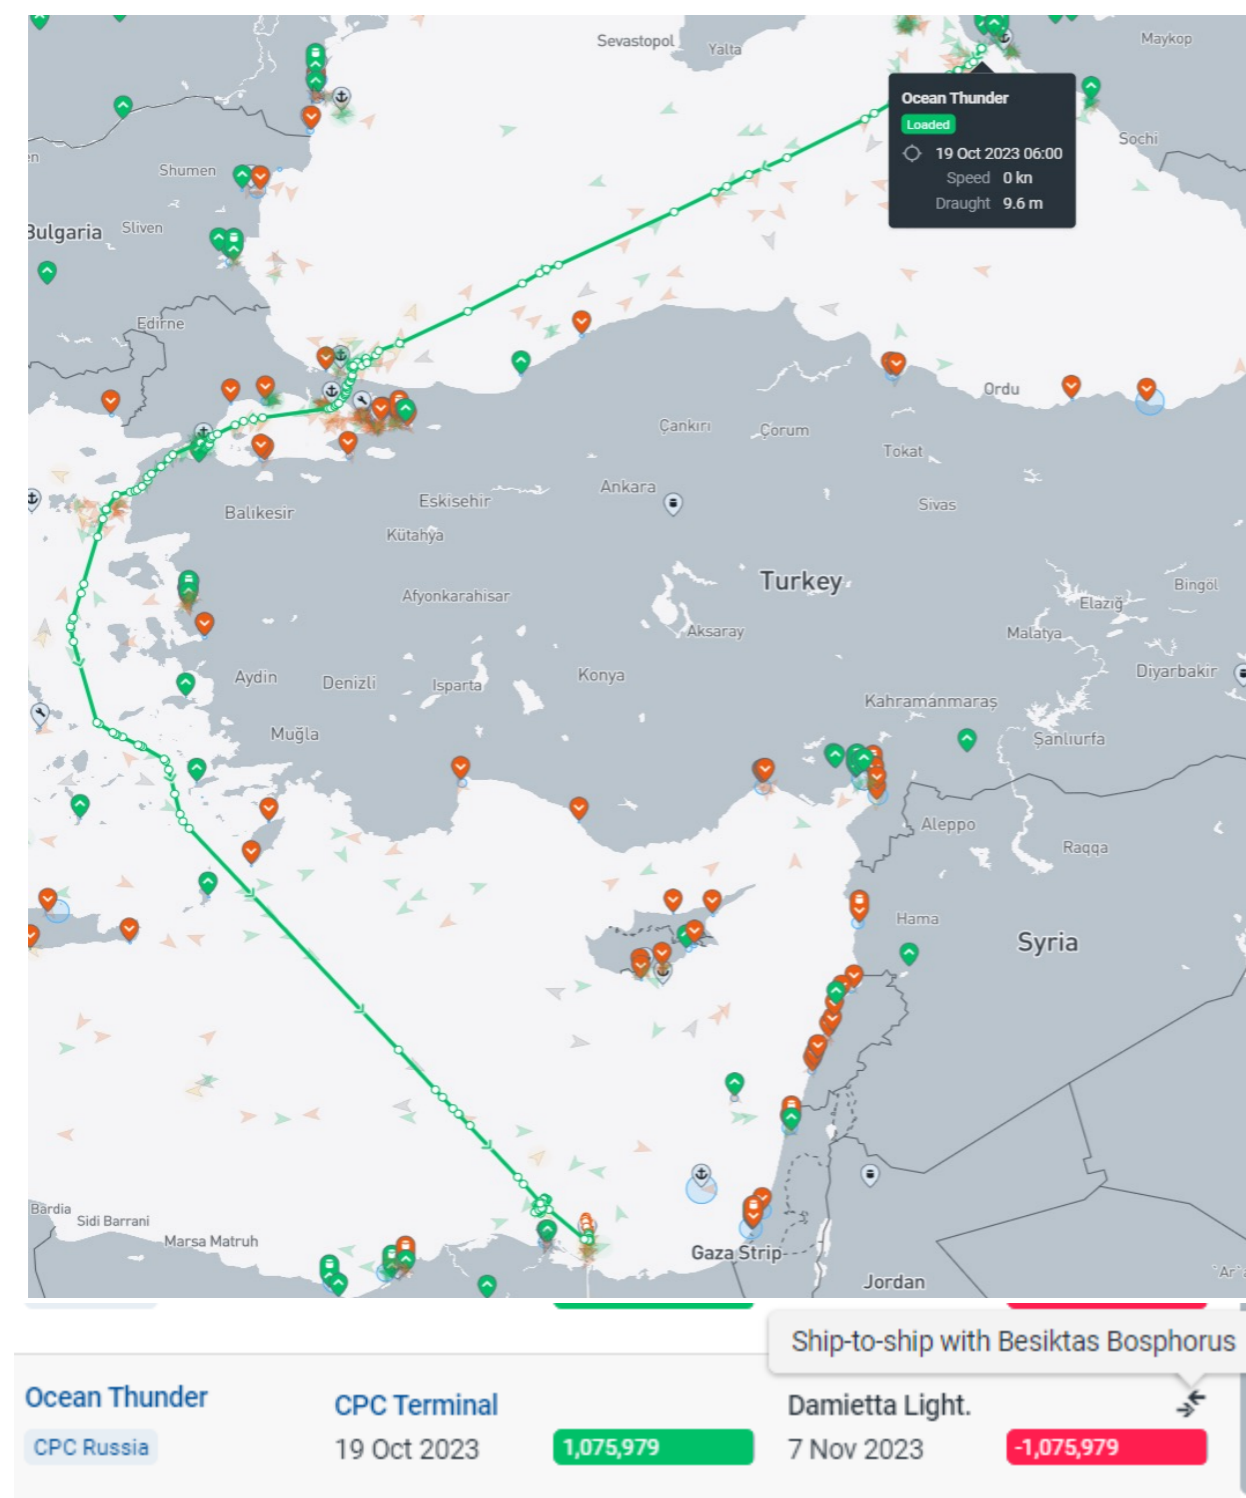 Sevastopol
Yalta
Maykop
Ocean Thunder
Loaded
19 Oct 2023 06:00
Speed 0 kn
Draught 9.6 m
Sochi
Shumen
Bulgaria
Sliven
Edirne
Ordu
Çankırı
Çorum
Tokat
Ankara
Eskisehir
Sivas
Balıkesir
Kütahya
Turkey
Bingöl
Afyonkarahisar
Elazığ
Aksaray
Malatya
Diyarbakir
Aydin
Denizli
Isparta
Konya
Kahramanmaraş
Muğla
Şanlıurfa
Aleppo
Raqqa
Hama
Syria
Bardia
Sidi Barrani
Marsa Matruh
Gaza Strip
Jordan
Ship-to-ship with Besiktas Bosphorus
Ocean Thunder
CPC Terminal
Damietta Light.
CPC Russia
19 Oct 2023
1,075,979
7 Nov 2023
-1,075,979